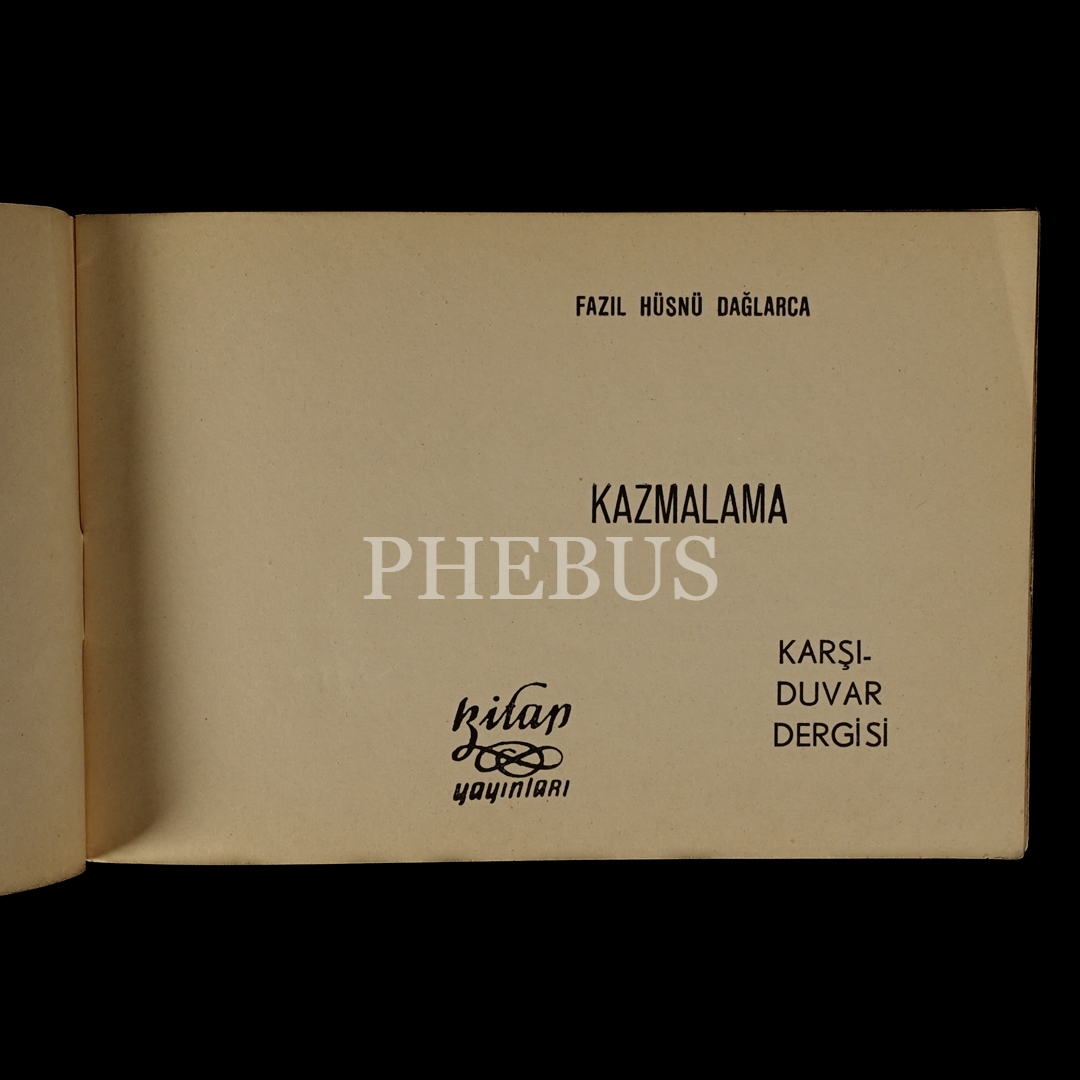 FAZIL HÜSNÜ DAĞLARCA
KAZMALAMA
PHEBUS
KARŞI-
DUVAR
DERGİSİ
kitap
yayınları